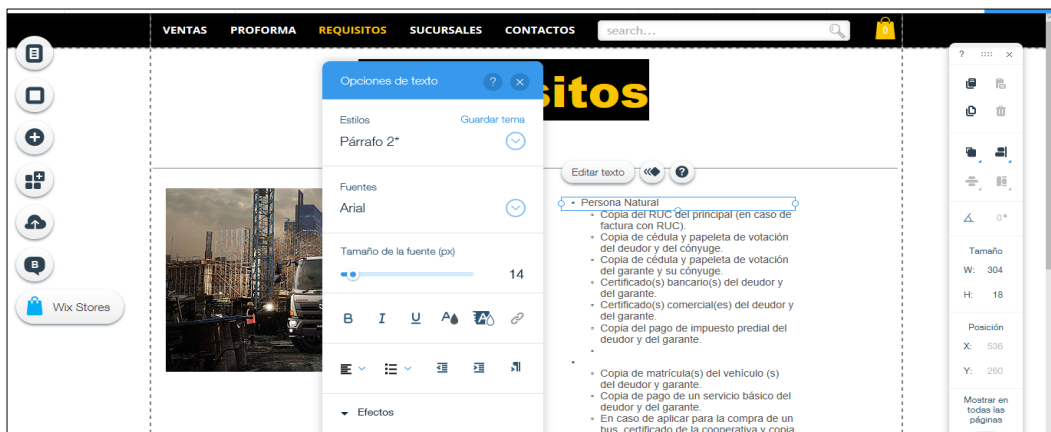 VENTAS PROFORMA REQUISITOS SUCURSALES CONTACTOS search... 0
sitos
Opciones de texto ? ×
Estilos Guardar tema
Párrafo 2*
Fuentes
Arial
Tamaño de la fuente (px)
14
B I U A A
Efectos
Wix Stores
Editar texto ?
• Persona Natural
Copia del RUC del principal (en caso de
factura con RUC).
Copia de cédula y papeleta de votación
del deudor y del cónyuge.
Copia de cédula y papeleta de votación
del garante y su cónyuge.
Certificado(s) bancario(s) del deudor y
del garante.
Certificado(s) comercial(es) del deudor y
del garante.
Copia del pago de impuesto predial del
deudor y del garante.
Copia de matrícula(s) del vehículo (s)
del deudor y garante.
Copia de pago de un servicio básico del
deudor y del garante.
En caso de aplicar para la compra de un
bus, certificado de la cooperativa y copia
? ×
0°
Tamaño
W: 304
H: 18
Posición
X: 536
Y: 260
Mostrar en
todas las
páginas